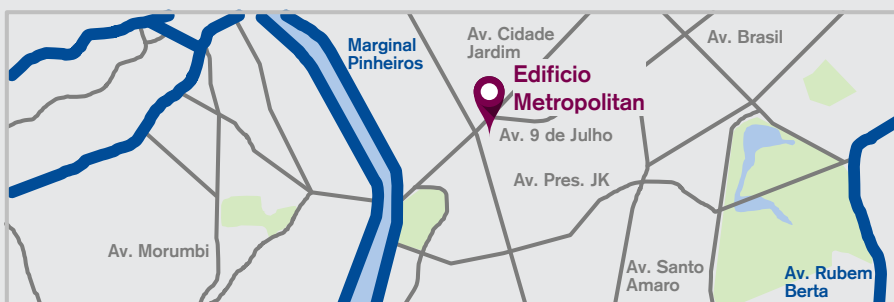 Marginal
Pinheiros
Av. Cidade
Jardim
Av. Brasil
Edificio
Metropolitan
Av. 9 de Julho
Av. Pres. JK
Av. Morumbi
Av. Santo
Amaro
Av. Rubem
Berta